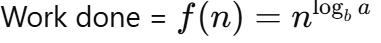 Work done = f(n) = n^{\log_b a}